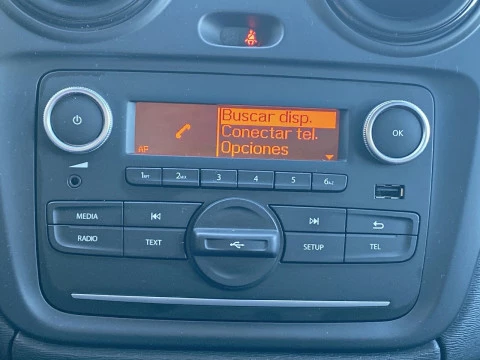 Buscar disp.
Conectar tel.
Opciones
AF
OK
1 2 3 4 5 6
MEDIA
RADIO TEXT
SETUP TEL